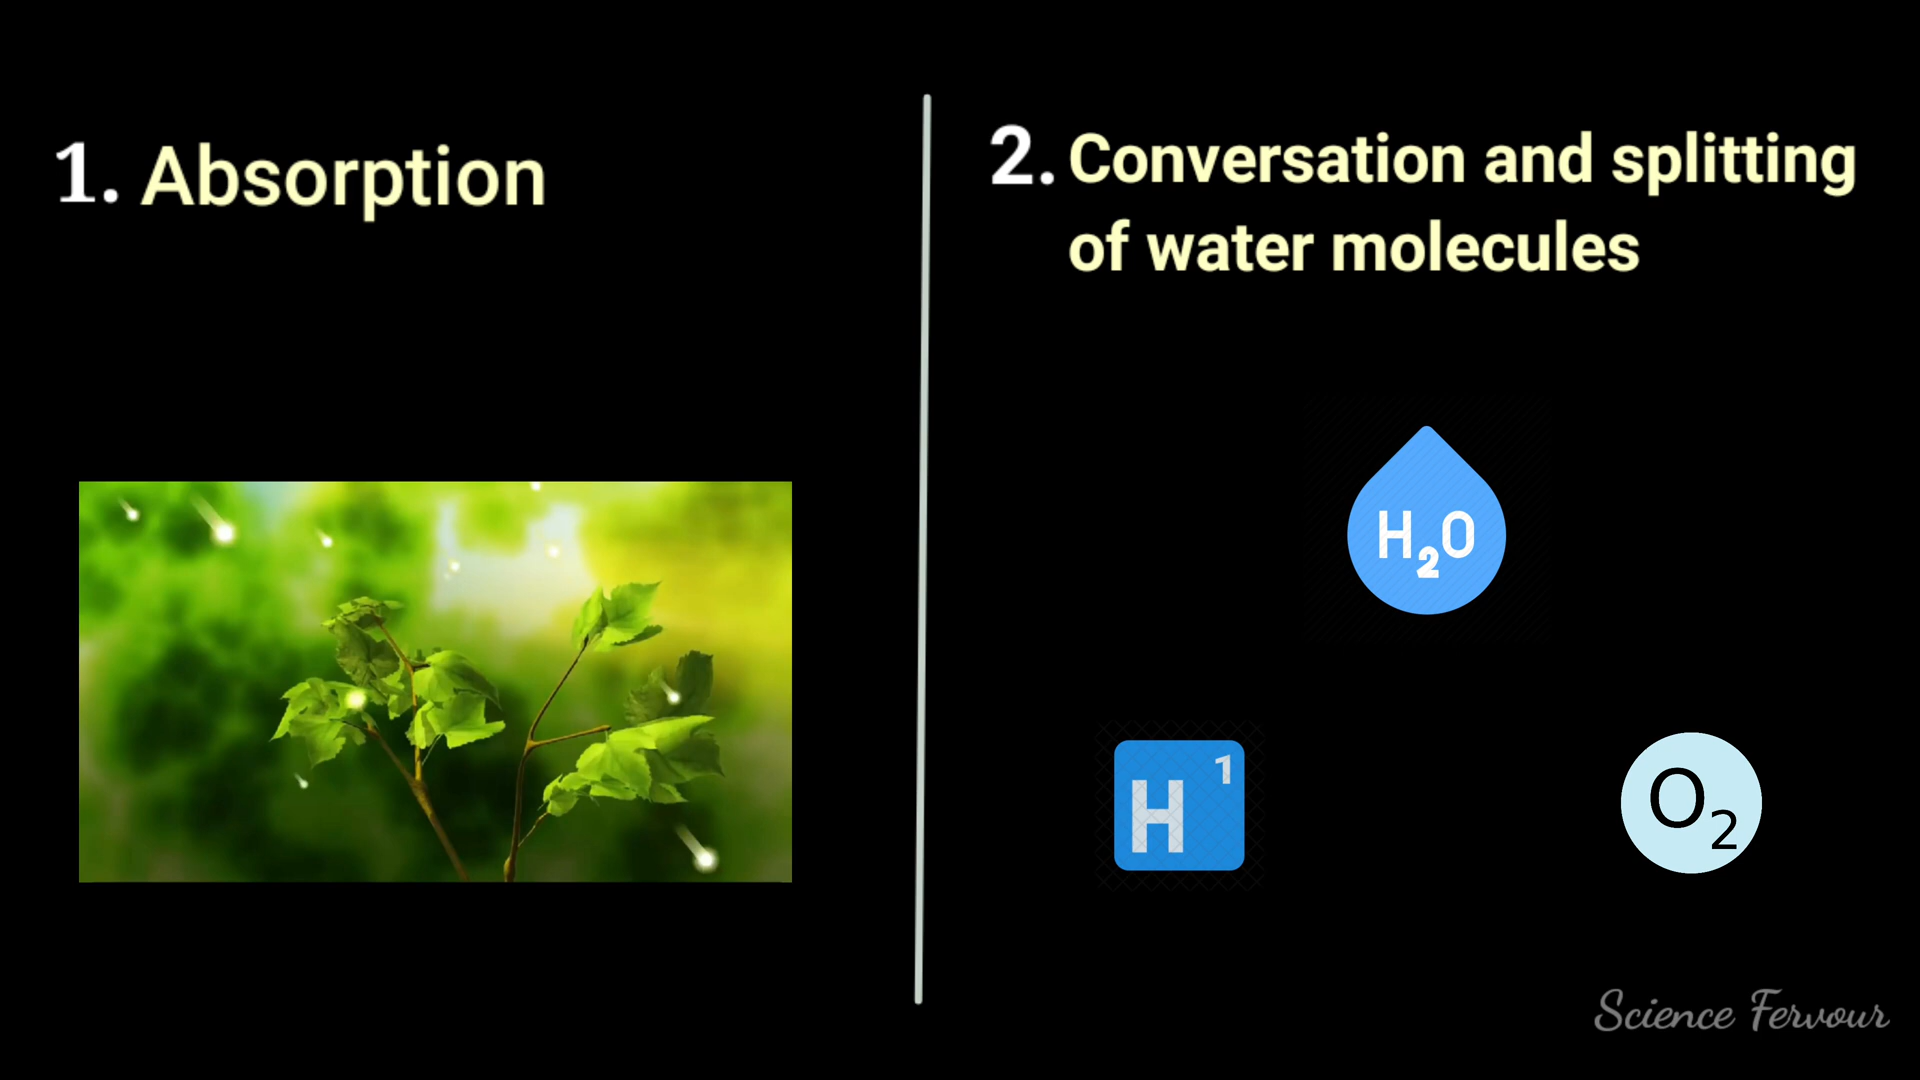 1. Absorption
2. Conversation and splitting
of water molecules
H₂O
H 1
O₂
Science Fervour